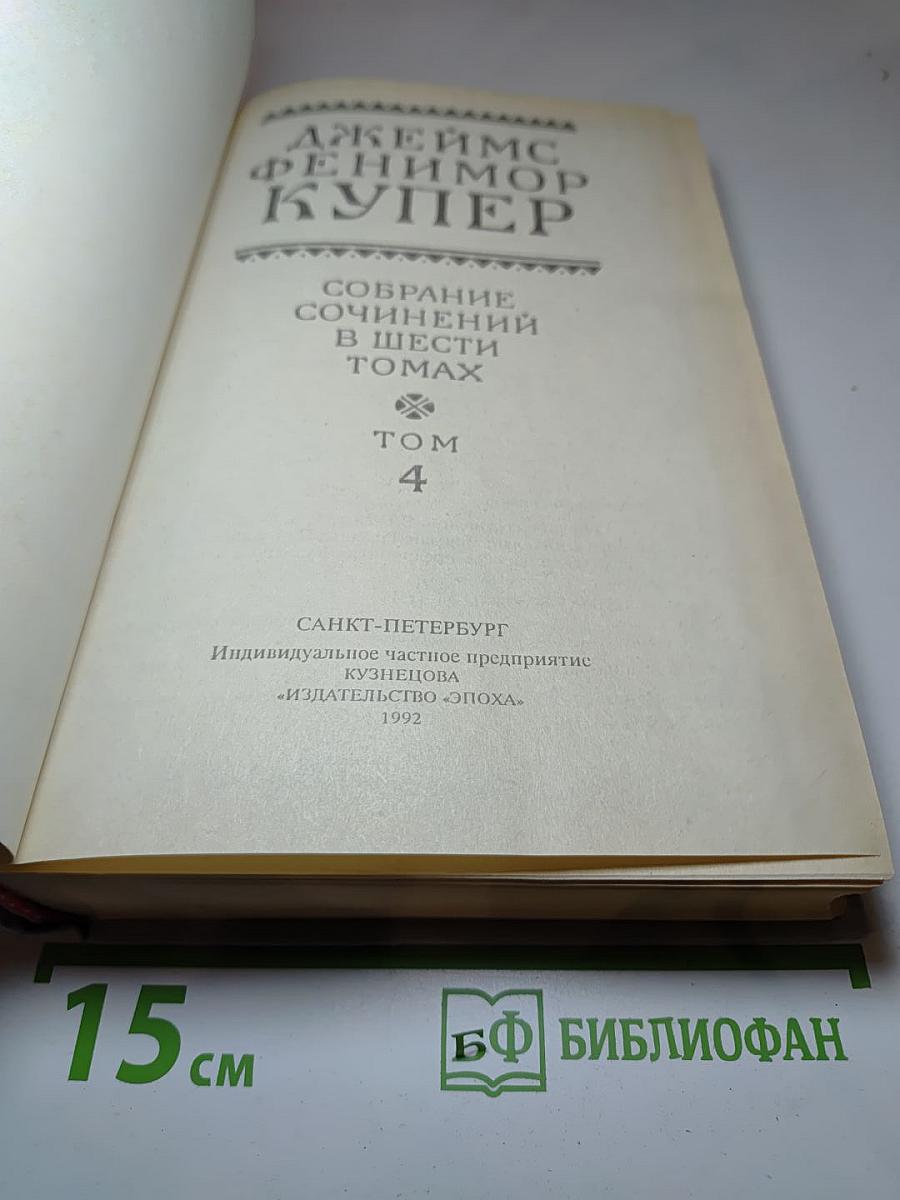 ДЖЕЙМС
ФЕНИМОР
КУПЕР
СОБРАНИЕ
СОЧИНЕНИЙ
В ШЕСТИ
ТОМАХ
ТОМ
4
САНКТ-ПЕТЕРБУРГ
Индивидуальное частное предприятие
КУЗНЕЦОВА
«ИЗДАТЕЛЬСТВО «ЭПОХА»
1992
15 см
БФ БИБЛИОФАН